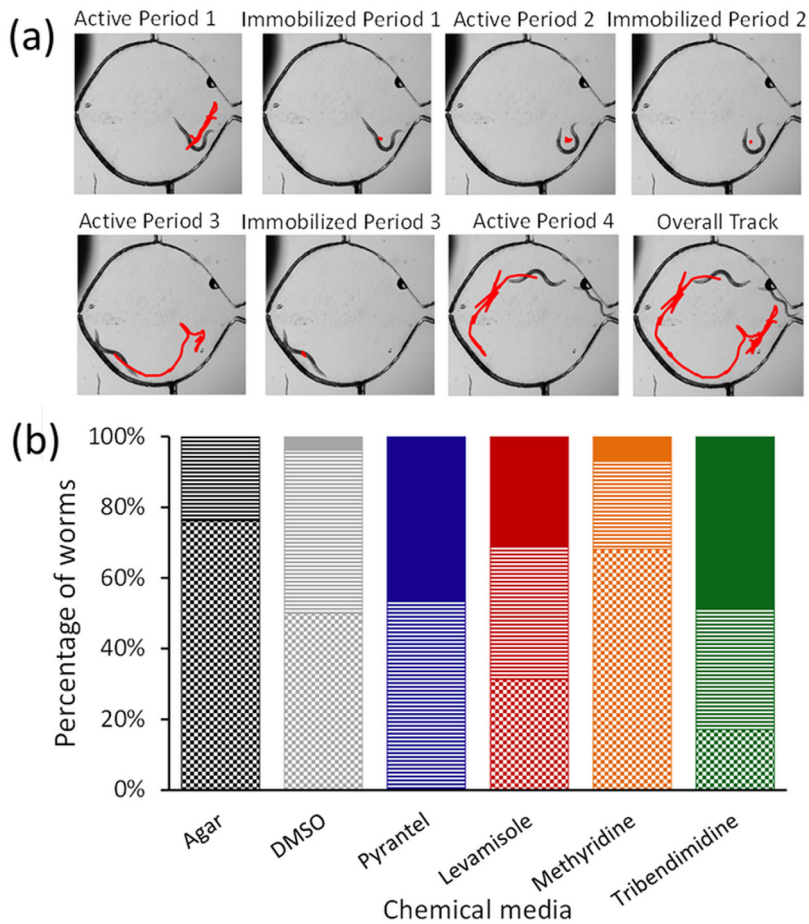 (a)
Active Period 1 Immobilized Period 1 Active Period 2 Immobilized Period 2
Active Period 3 Immobilized Period 3 Active Period 4 Overall Track
(b)
100%
80%
60%
40%
20%
0%
Percentage of worms
Agar DMSO Pyrantel Levamisole Methyridine Tribendimidine
Chemical media